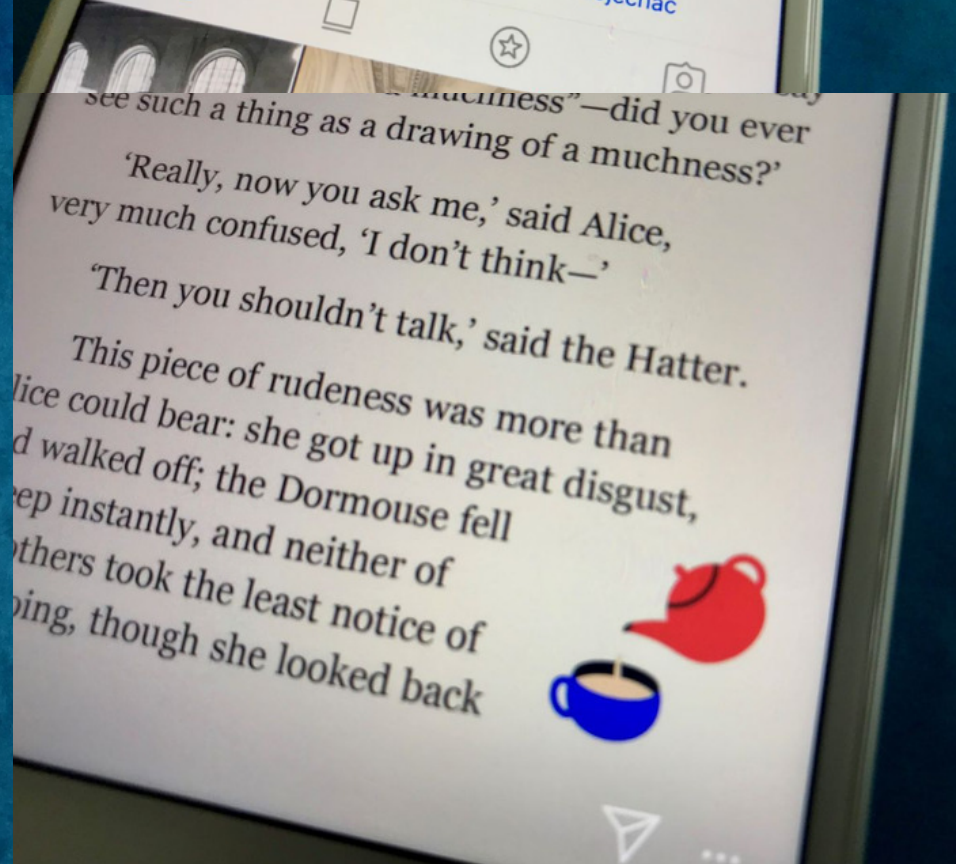 muchness”—did you ever
see such a thing as a drawing of a muchness?’
‘Really, now you ask me,’ said Alice,
very much confused, ‘I don’t think—’
‘Then you shouldn’t talk,’ said the Hatter.
This piece of rudeness was more than
lice could bear: she got up in great disgust,
d walked off; the Dormouse fell
ep instantly, and neither of
thers took the least notice of
oing, though she looked back